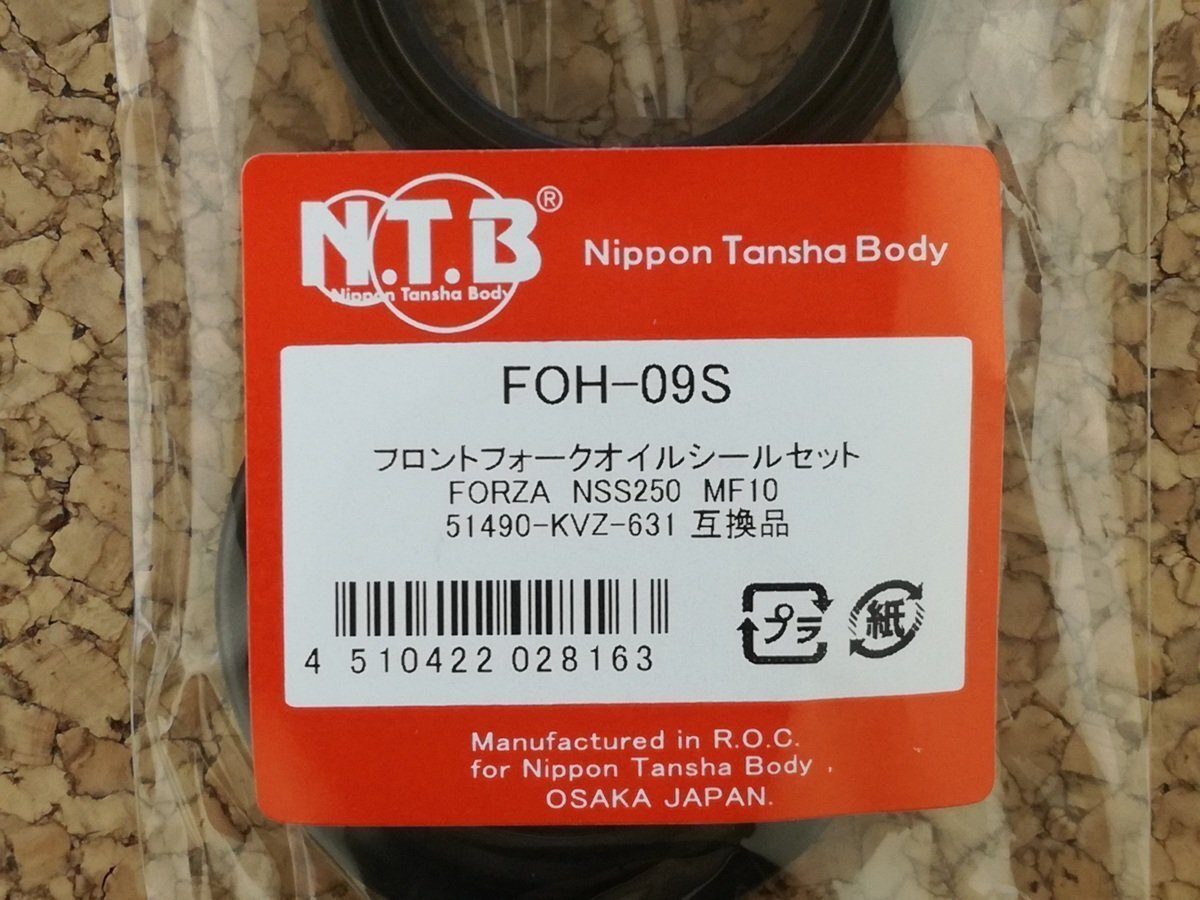 N.T.B®
Nippon Tansha Body
Nippon Tansha Body
FOH-09S
フロントフォークオイルシールセット
FORZA NSS250 MF10
51490-KVZ-631 互換品
4 510422 028163
プラ 紙
Manufactured in R.O.C.
for Nippon Tansha Body ,
OSAKA JAPAN.